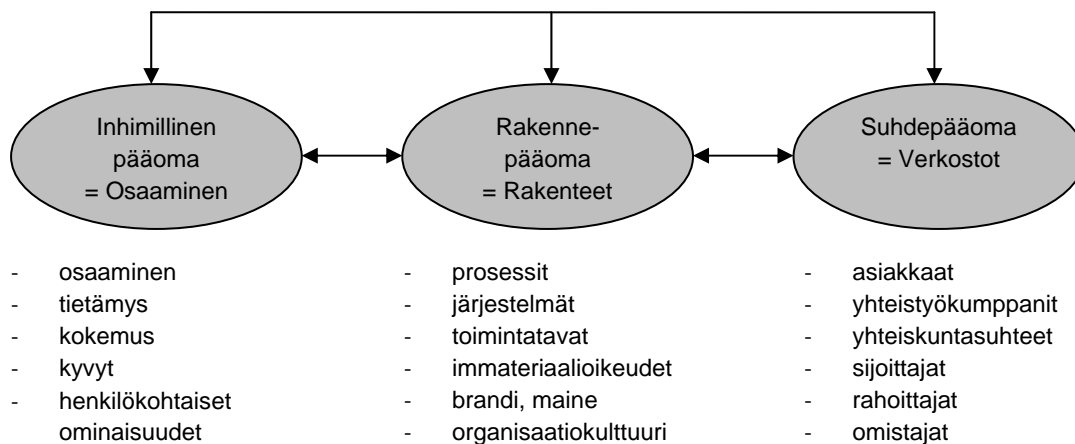 Inhimillinen
pääoma
= Osaaminen
Rakenne-
pääoma
= Rakenteet
Suhdepääoma
= Verkostot
- osaaminen
- tietämys
- kokemus
- kyvyt
- henkilökohtaiset
ominaisuudet
- prosessit
- järjestelmät
- toimintatavat
- immateriaalioikeudet
- brandi, maine
- organisaatiokulttuuri
- asiakkaat
- yhteistyökumppanit
- yhteiskuntasuhteet
- sijoittajat
- rahoittajat
- omistajat